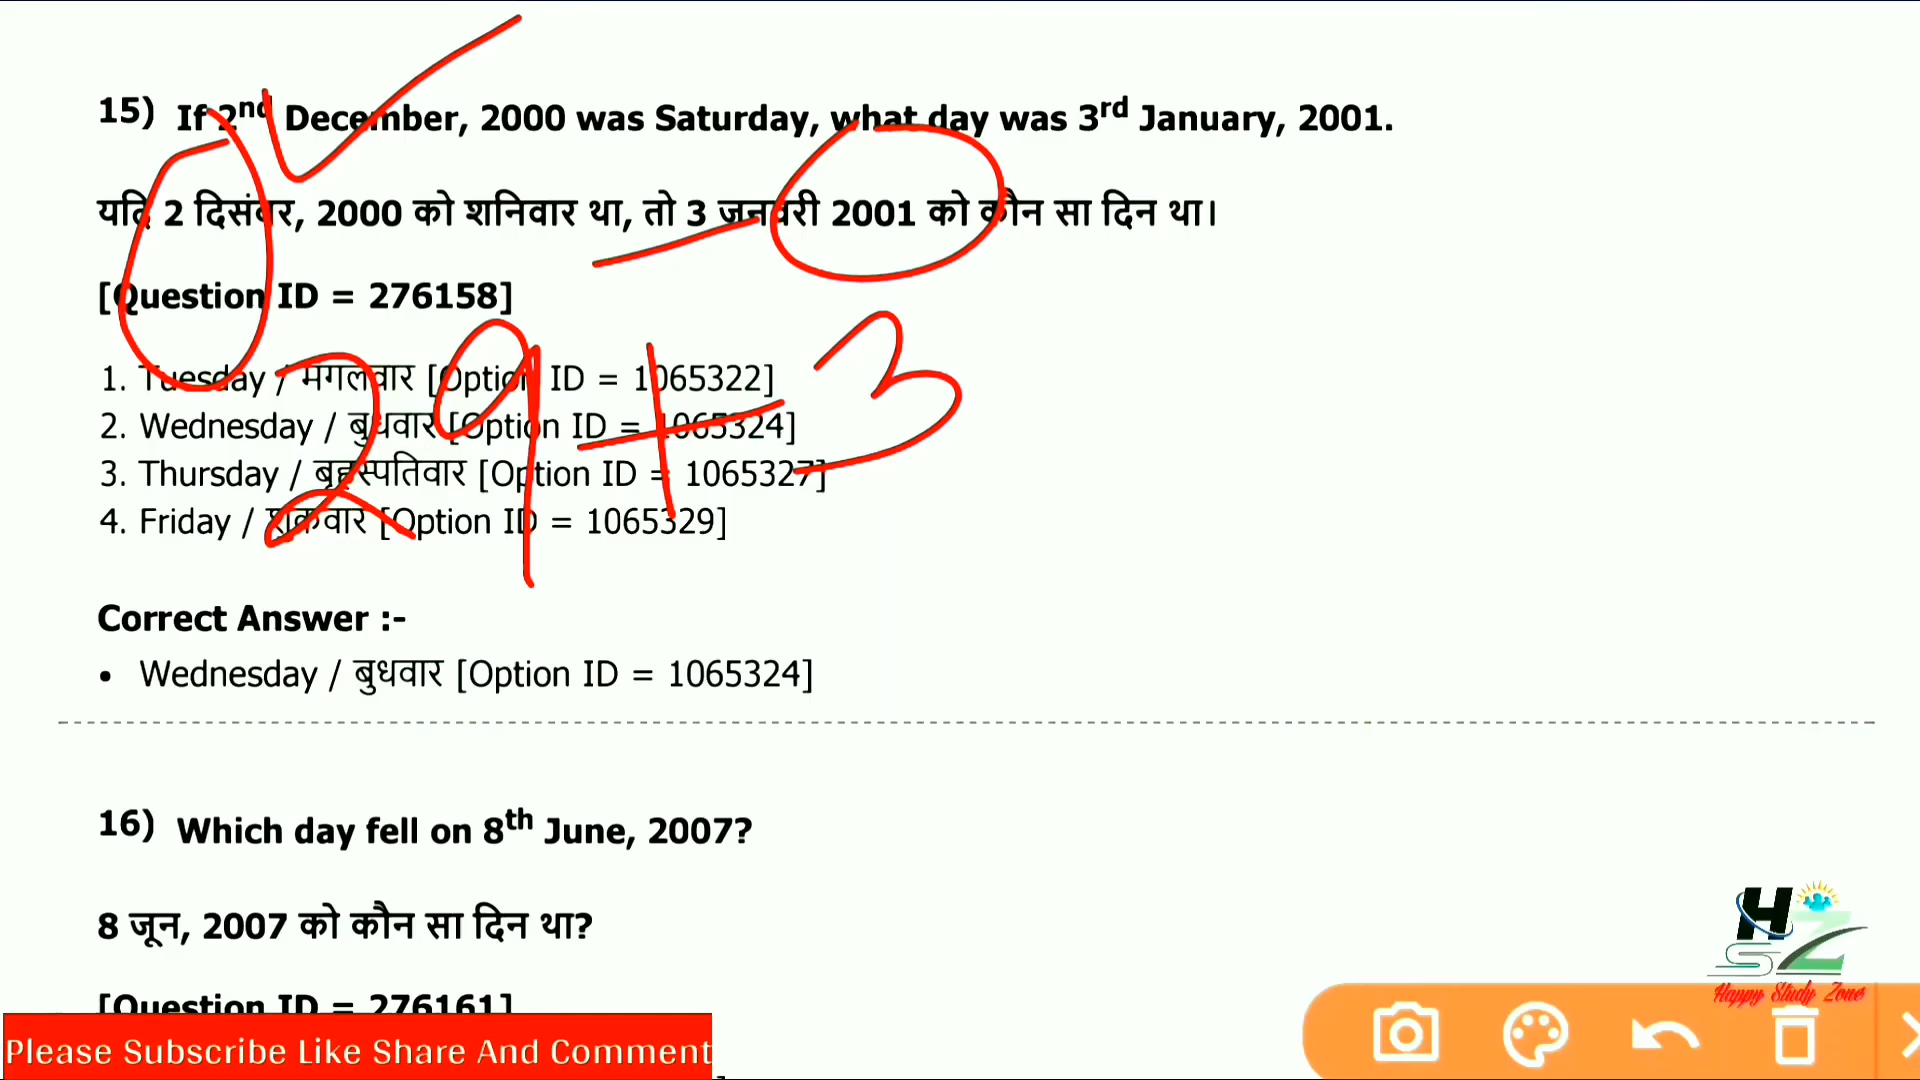 15) If 2nd December, 2000 was Saturday, what day was 3rd January, 2001.
यदि 2 दिसंबर, 2000 को शनिवार था, तो 3 जनवरी 2001 को कौन सा दिन था।
[Question ID = 276158]
1. Tuesday / मंगलवार [Option ID = 1065322]
2. Wednesday / बुधवार [Option ID = 1065324]
3. Thursday / बृहस्पतिवार [Option ID = 1065327]
4. Friday / शुक्रवार [Option ID = 1065329]
29+3
Correct Answer :-
• Wednesday / बुधवार [Option ID = 1065324]
16) Which day fell on 8th June, 2007?
8 जून, 2007 को कौन सा दिन था?
[Question ID = 276161]
HSZ
Happy Study Zone
Please Subscribe Like Share And Comment